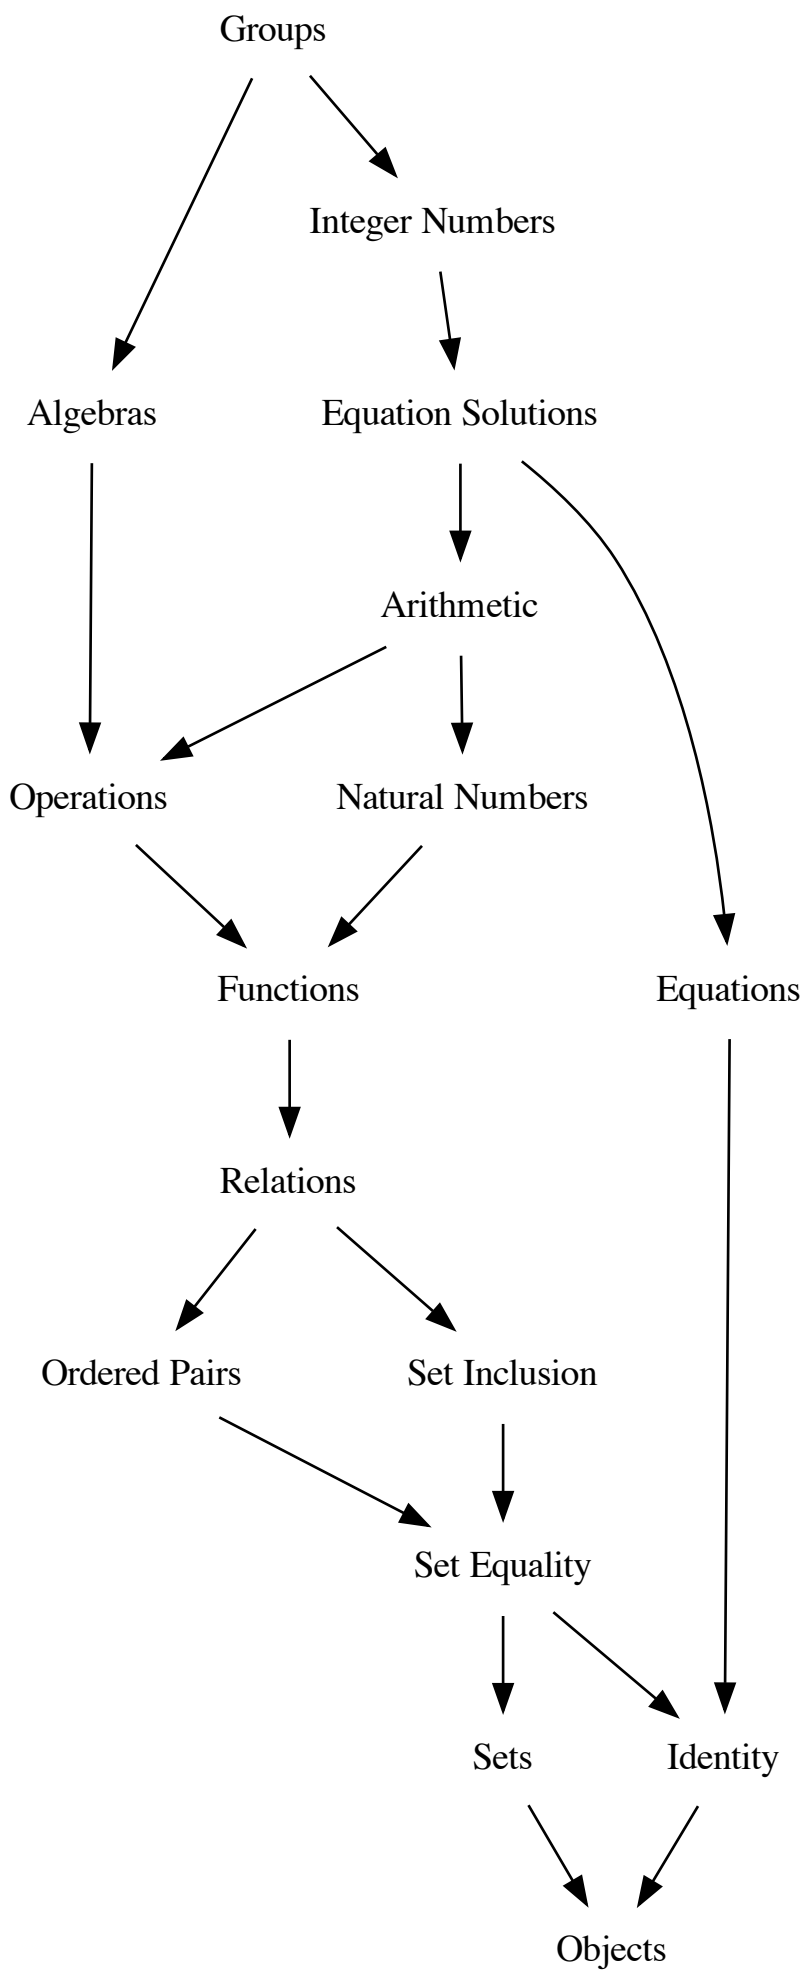 Groups
Integer Numbers
Algebras
Equation Solutions
Arithmetic
Operations
Natural Numbers
Functions
Equations
Relations
Ordered Pairs
Set Inclusion
Set Equality
Sets
Identity
Objects